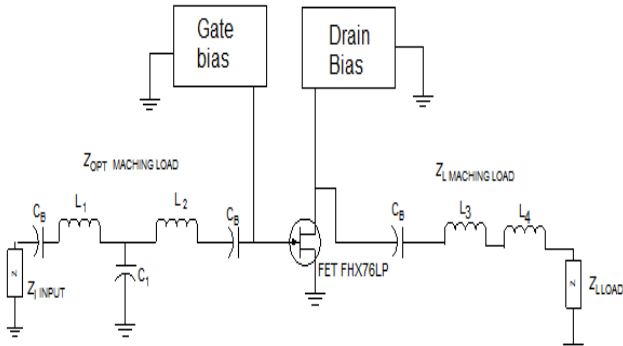 Gate
bias
Drain
Bias
ZOPT MACHING LOAD
ZL MACHING LOAD
CB
L1
L2
CB
CB
L3
L4
C1
FET FHX76LP
Z
ZI INPUT
Z
ZLLOAD